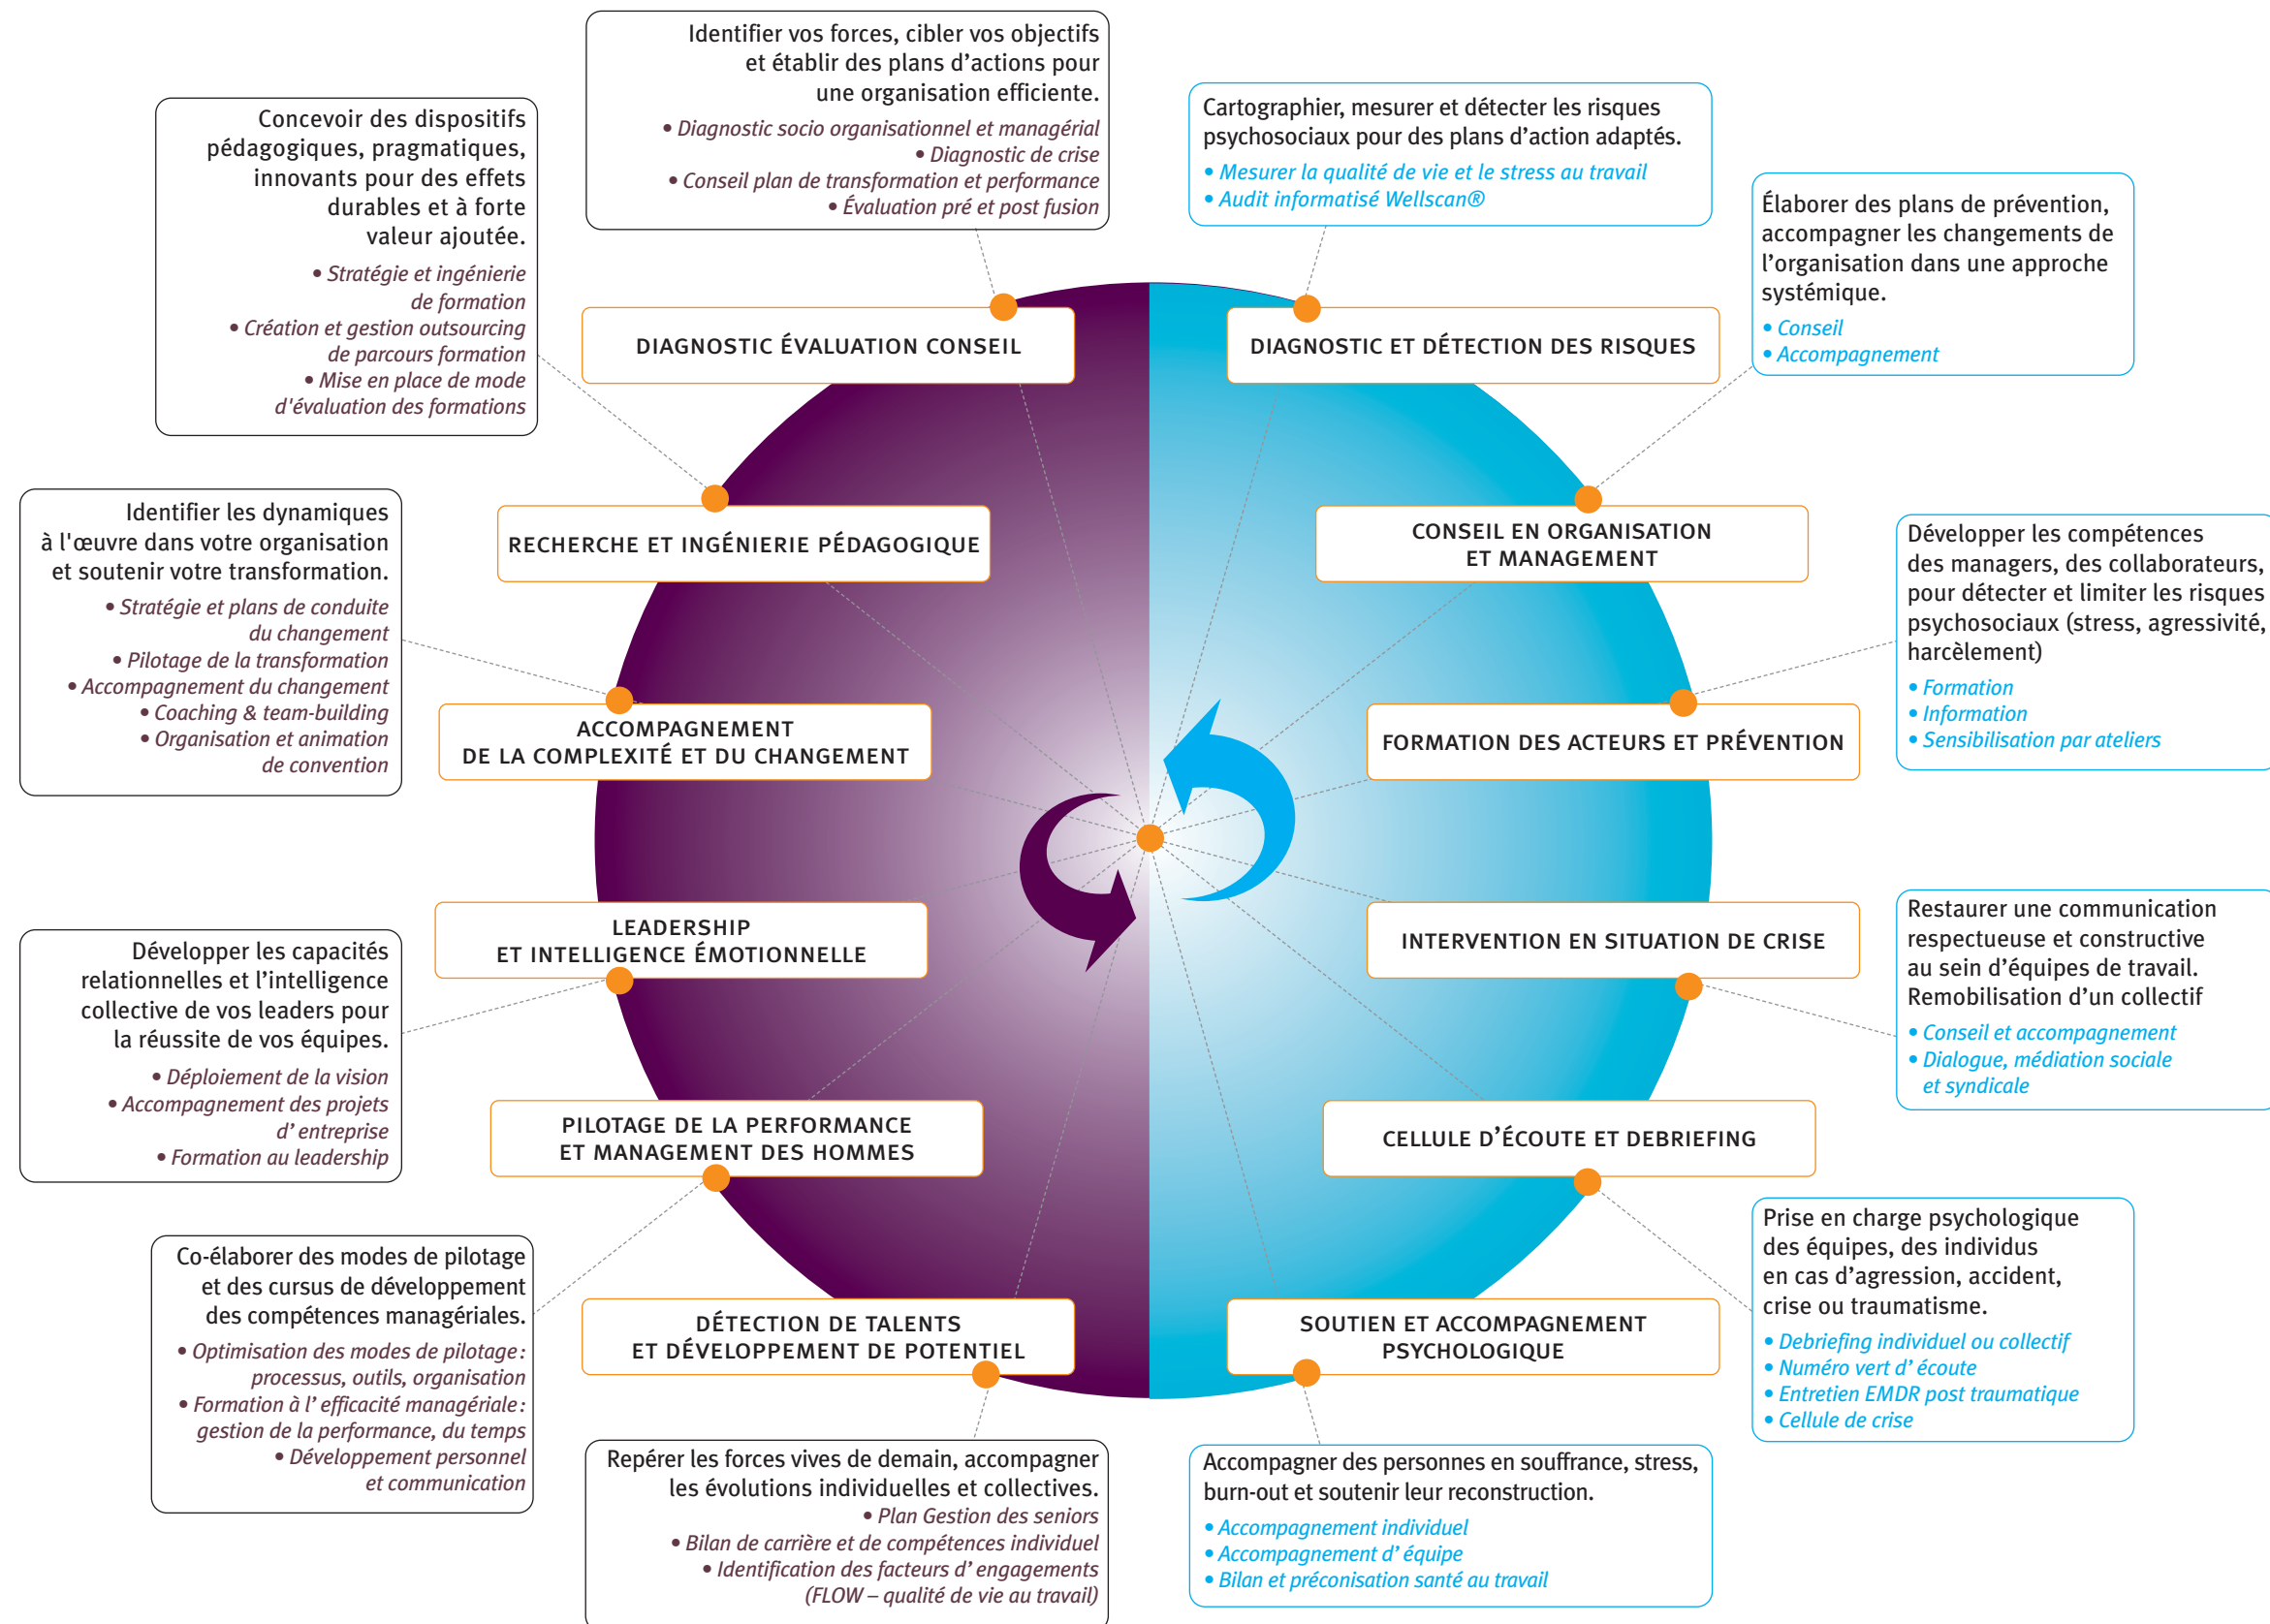 Identifier vos forces, cibler vos objectifs
et établir des plans d’actions pour
une organisation efficiente.
• Diagnostic socio organisationnel et managérial
• Diagnostic de crise
• Conseil plan de transformation et performance
• Évaluation pré et post fusion
Concevoir des dispositifs
pédagogiques, pragmatiques,
innovants pour des effets
durables et à forte
valeur ajoutée.
• Stratégie et ingénierie
de formation
• Création et gestion outsourcing
de parcours formation
• Mise en place de mode
d'évaluation des formations
Identifier les dynamiques
à l'œuvre dans votre organisation
et soutenir votre transformation.
• Stratégie et plans de conduite
du changement
• Pilotage de la transformation
• Accompagnement du changement
• Coaching & team-building
• Organisation et animation
de convention
Développer les capacités
relationnelles et l’intelligence
collective de vos leaders pour
la réussite de vos équipes.
• Déploiement de la vision
• Accompagnement des projets
d’ entreprise
• Formation au leadership
Co-élaborer des modes de pilotage
et des cursus de développement
des compétences managériales.
• Optimisation des modes de pilotage :
processus, outils, organisation
• Formation à l’ efficacité managériale :
gestion de la performance, du temps
• Développement personnel
et communication
Repérer les forces vives de demain, accompagner
les évolutions individuelles et collectives.
• Plan Gestion des seniors
• Bilan de carrière et de compétences individuel
• Identification des facteurs d’ engagements
(FLOW – qualité de vie au travail)
DIAGNOSTIC ÉVALUATION CONSEIL
RECHERCHE ET INGÉNIERIE PÉDAGOGIQUE
ACCOMPAGNEMENT
DE LA COMPLEXITÉ ET DU CHANGEMENT
LEADERSHIP
ET INTELLIGENCE ÉMOTIONNELLE
PILOTAGE DE LA PERFORMANCE
ET MANAGEMENT DES HOMMES
DÉTECTION DE TALENTS
ET DÉVELOPPEMENT DE POTENTIEL
DIAGNOSTIC ET DÉTECTION DES RISQUES
CONSEIL EN ORGANISATION
ET MANAGEMENT
FORMATION DES ACTEURS ET PRÉVENTION
INTERVENTION EN SITUATION DE CRISE
CELLULE D’ÉCOUTE ET DEBRIEFING
SOUTIEN ET ACCOMPAGNEMENT
PSYCHOLOGIQUE
Cartographier, mesurer et détecter les risques
psychosociaux pour des plans d’action adaptés.
• Mesurer la qualité de vie et le stress au travail
• Audit informatisé Wellscan®
Élaborer des plans de prévention,
accompagner les changements de
l’organisation dans une approche
systémique.
• Conseil
• Accompagnement
Développer les compétences
des managers, des collaborateurs,
pour détecter et limiter les risques
psychosociaux (stress, agressivité,
harcèlement)
• Formation
• Information
• Sensibilisation par ateliers
Restaurer une communication
respectueuse et constructive
au sein d’équipes de travail.
Remobilisation d’un collectif
• Conseil et accompagnement
• Dialogue, médiation sociale
et syndicale
Prise en charge psychologique
des équipes, des individus
en cas d’agression, accident,
crise ou traumatisme.
• Debriefing individuel ou collectif
• Numéro vert d’ écoute
• Entretien EMDR post traumatique
• Cellule de crise
Accompagner des personnes en souffrance, stress,
burn-out et soutenir leur reconstruction.
• Accompagnement individuel
• Accompagnement d’ équipe
• Bilan et préconisation santé au travail